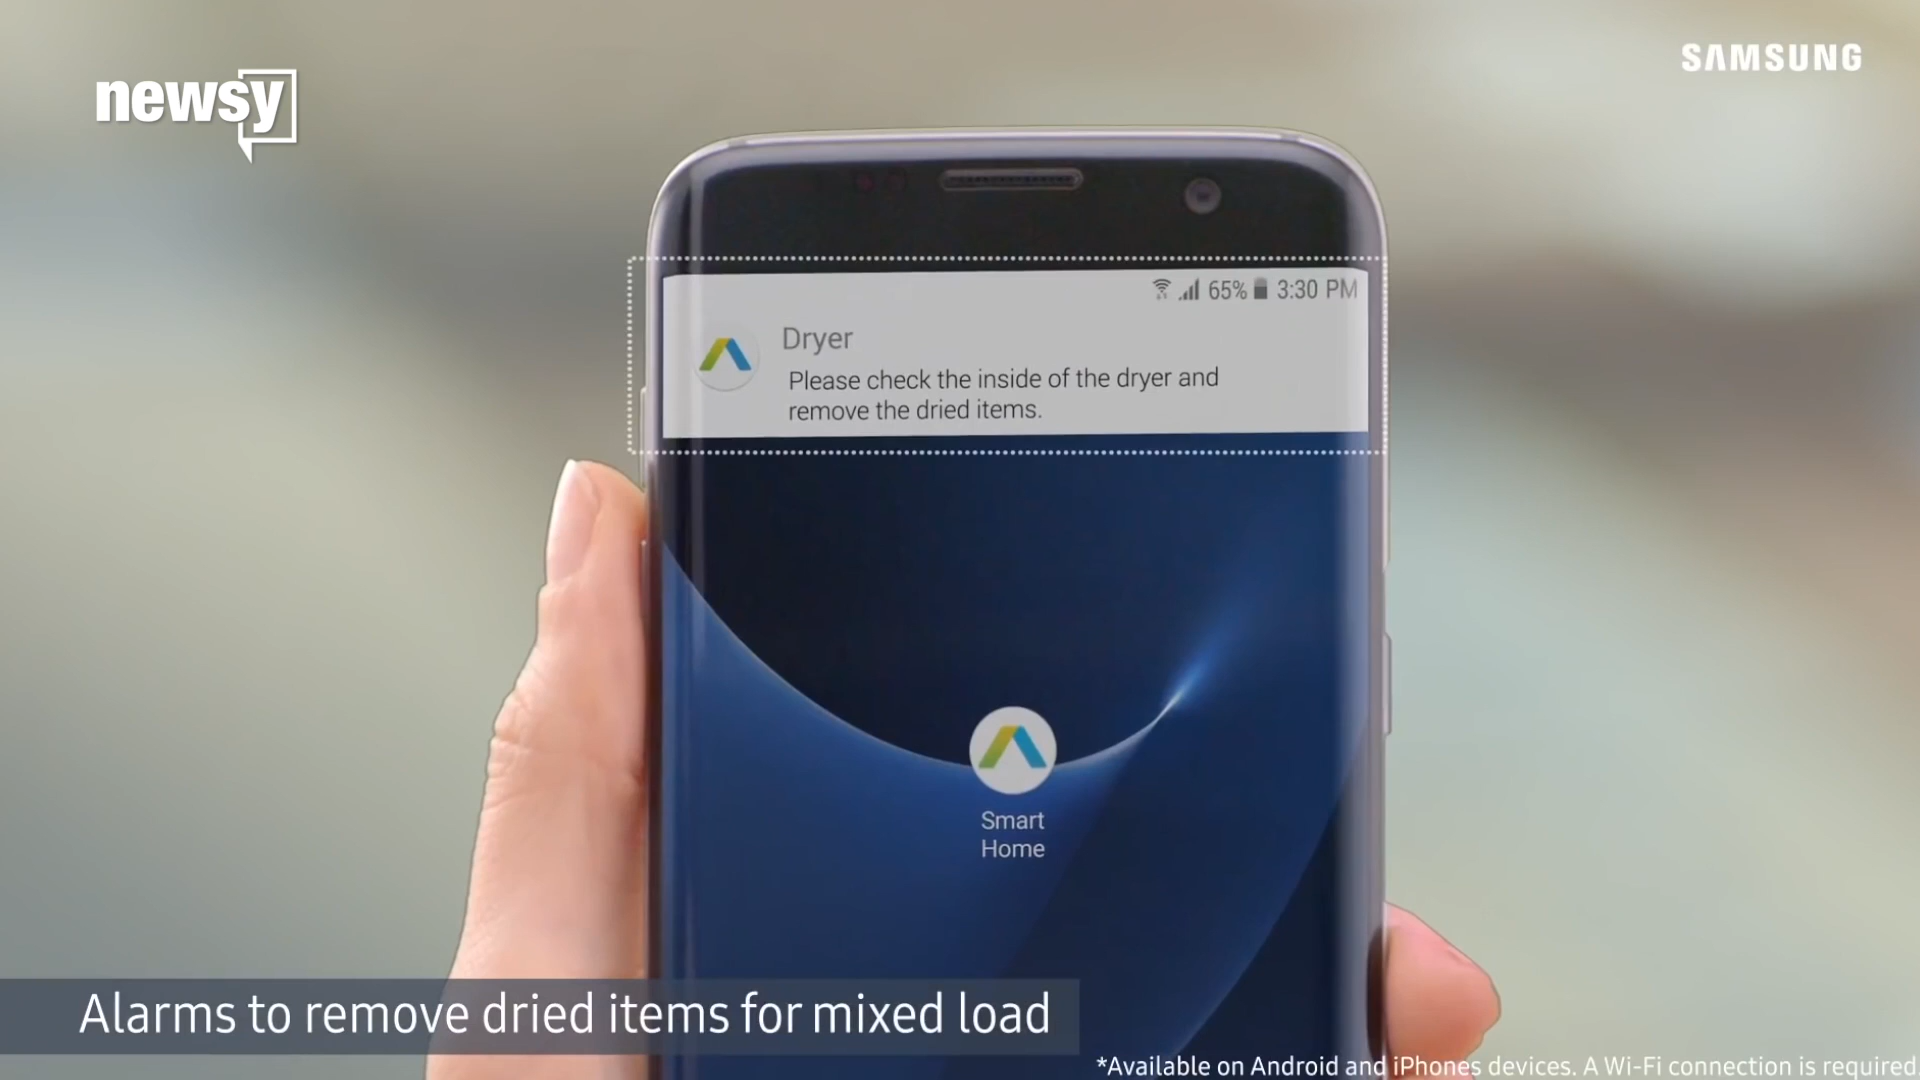 newsy
SAMSUNG
65% 3:30 PM
Dryer
Please check the inside of the dryer and
remove the dried items.
Smart
Home
Alarms to remove dried items for mixed load
*Available on Android and iPhones devices. A Wi-Fi connection is required.